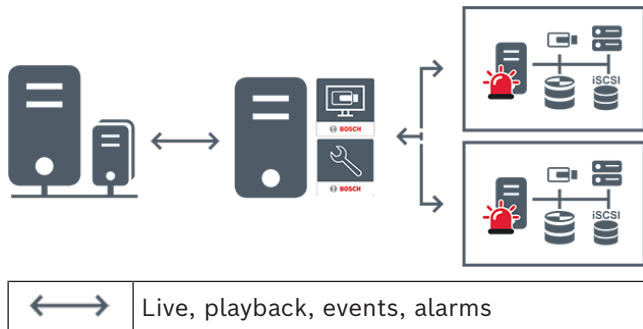 iSCSI
BOSCH
BOSCH
iSCSI
Live, playback, events, alarms